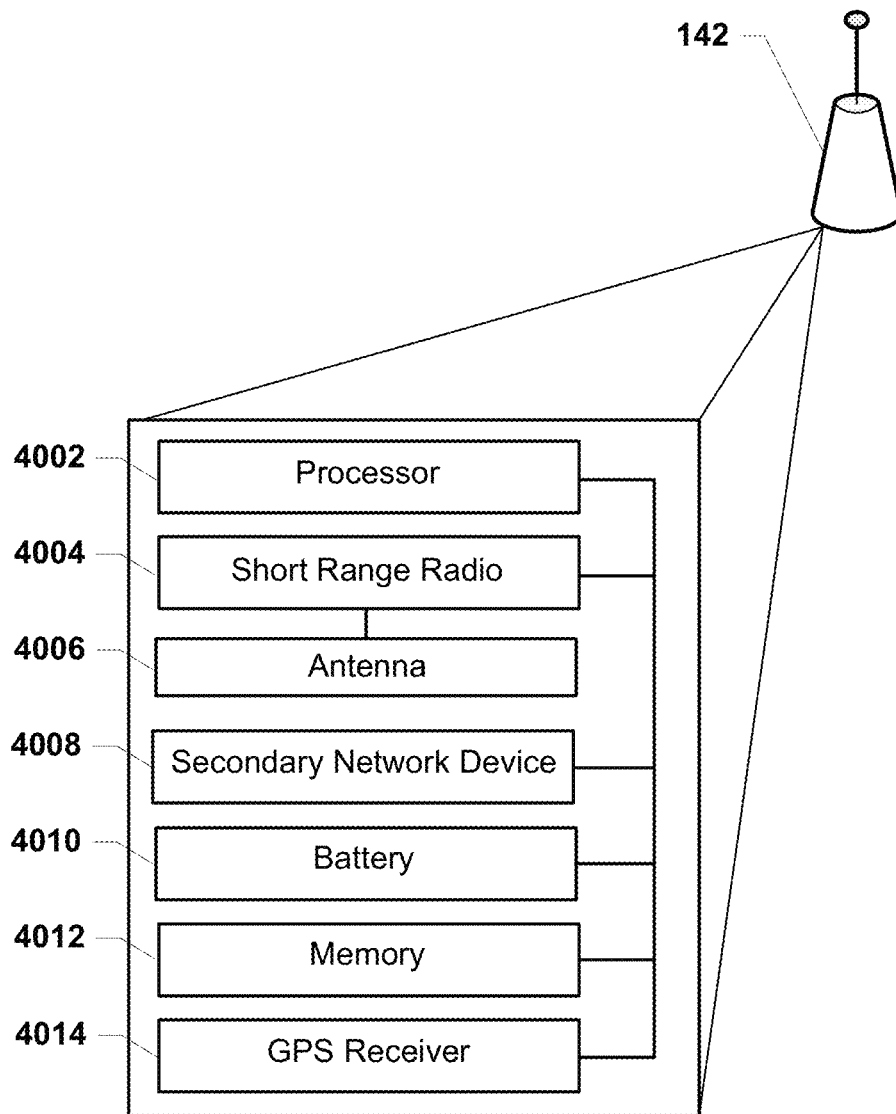 142
4002 Processor
4004 Short Range Radio
4006 Antenna
4008 Secondary Network Device
4010 Battery
4012 Memory
4014 GPS Receiver